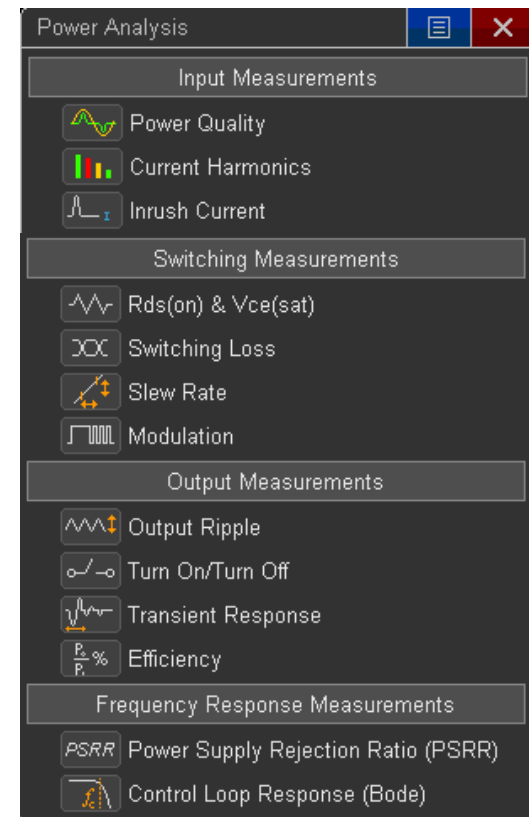 Power Analysis
Input Measurements
Power Quality
Current Harmonics
I Inrush Current
Switching Measurements
Rds(on) & Vce(sat)
Switching Loss
Slew Rate
Modulation
Output Measurements
Output Ripple
Turn On/Turn Off
Transient Response
% Efficiency
Frequency Response Measurements
PSRR Power Supply Rejection Ratio (PSRR)
fc Control Loop Response (Bode)